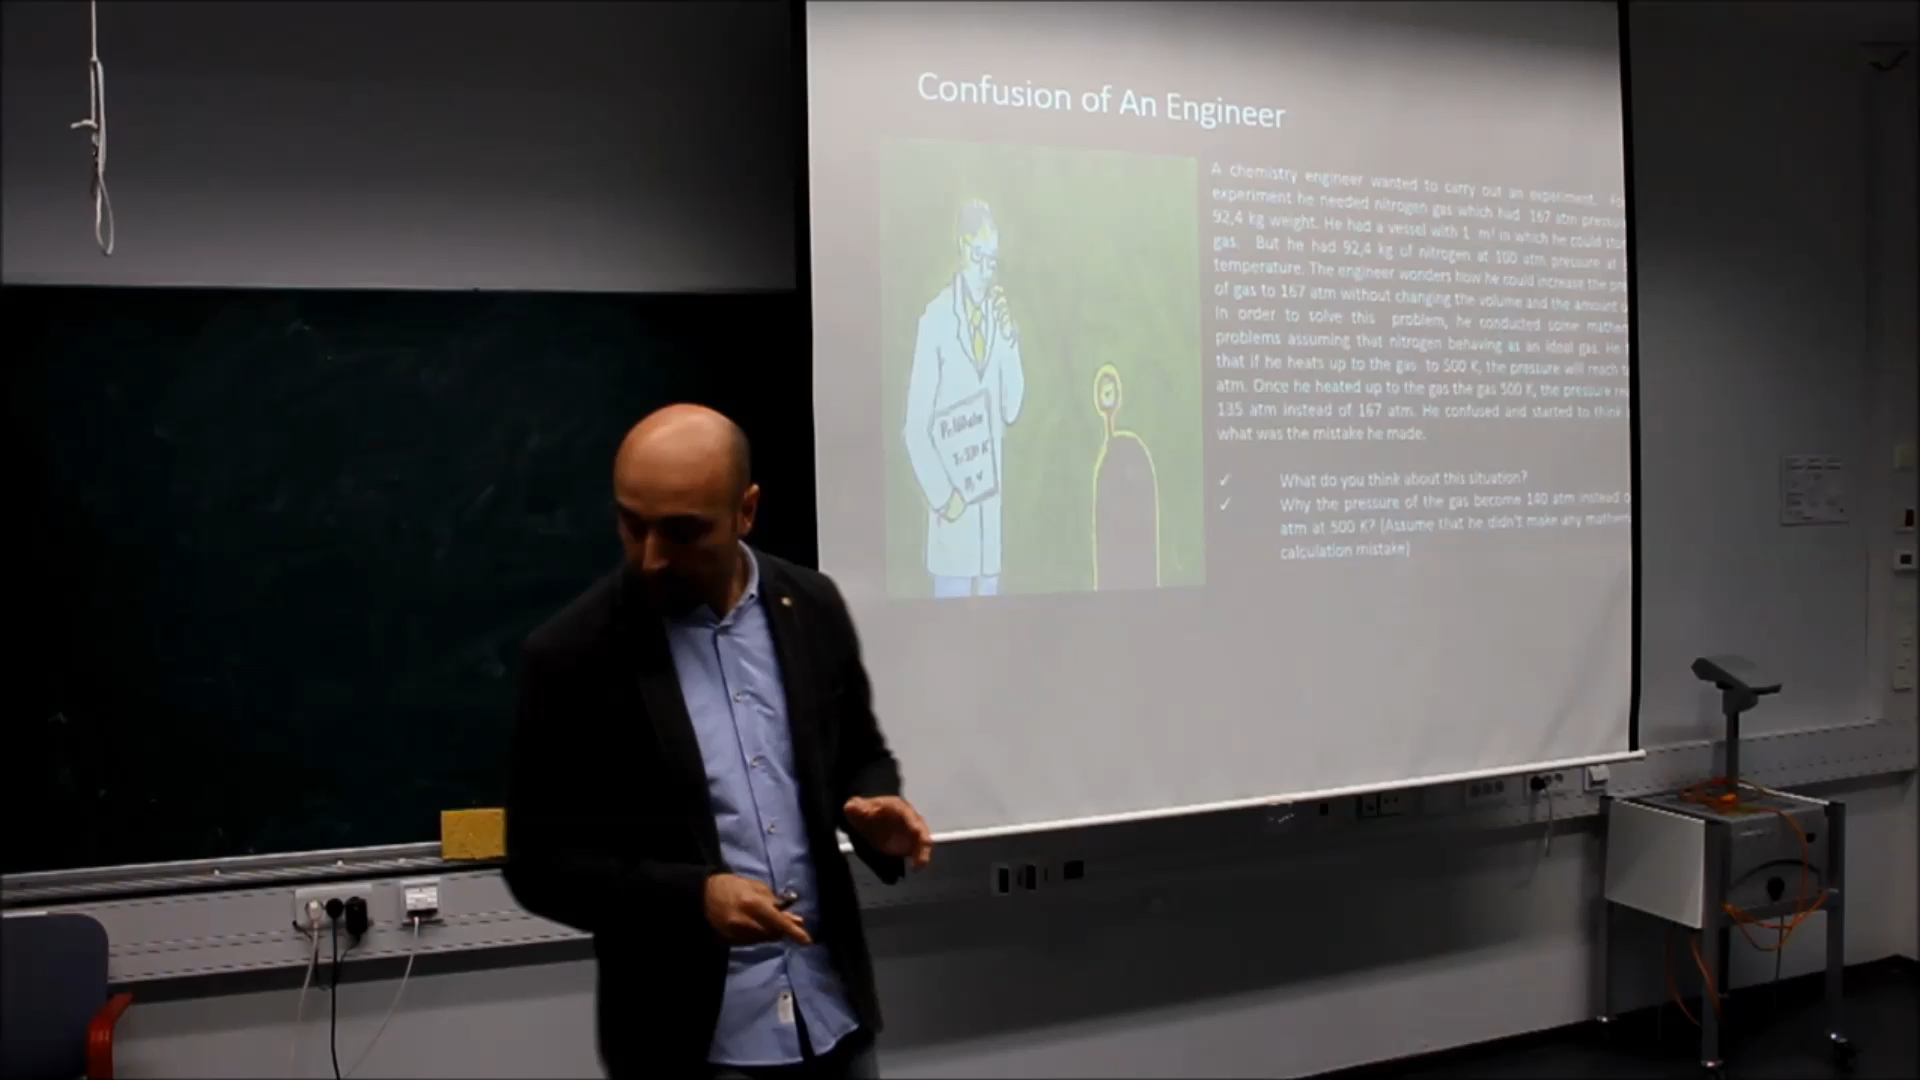 Confusion of An Engineer
A chemistry engineer wanted to carry out an experiment.
experiment he needed nitrogen gas which had 167 atm
92,4 kg weight. He had a vessel with 1 m³ in which he could
gas. But he had 92,4 kg of nitrogen at 100 atm pressure at
temperature. The engineer wonders how he could increase the
of gas to 167 atm without changing the volume and the amount
In order to solve this problem, he conducted some
problems assuming that nitrogen behaving as an ideal gas. He
that if he heats up to the gas to 500 K, the pressure will reach
atm. Once he heated up to the gas the gas 500 K, the pressure
135 atm instead of 167 atm. He confused and started to think
what was the mistake he made.
✓ What do you think about this situation?
✓ Why the pressure of the gas become 140 atm instead
atm at 500 K? (Assume that he didn't make any
calculation mistake)